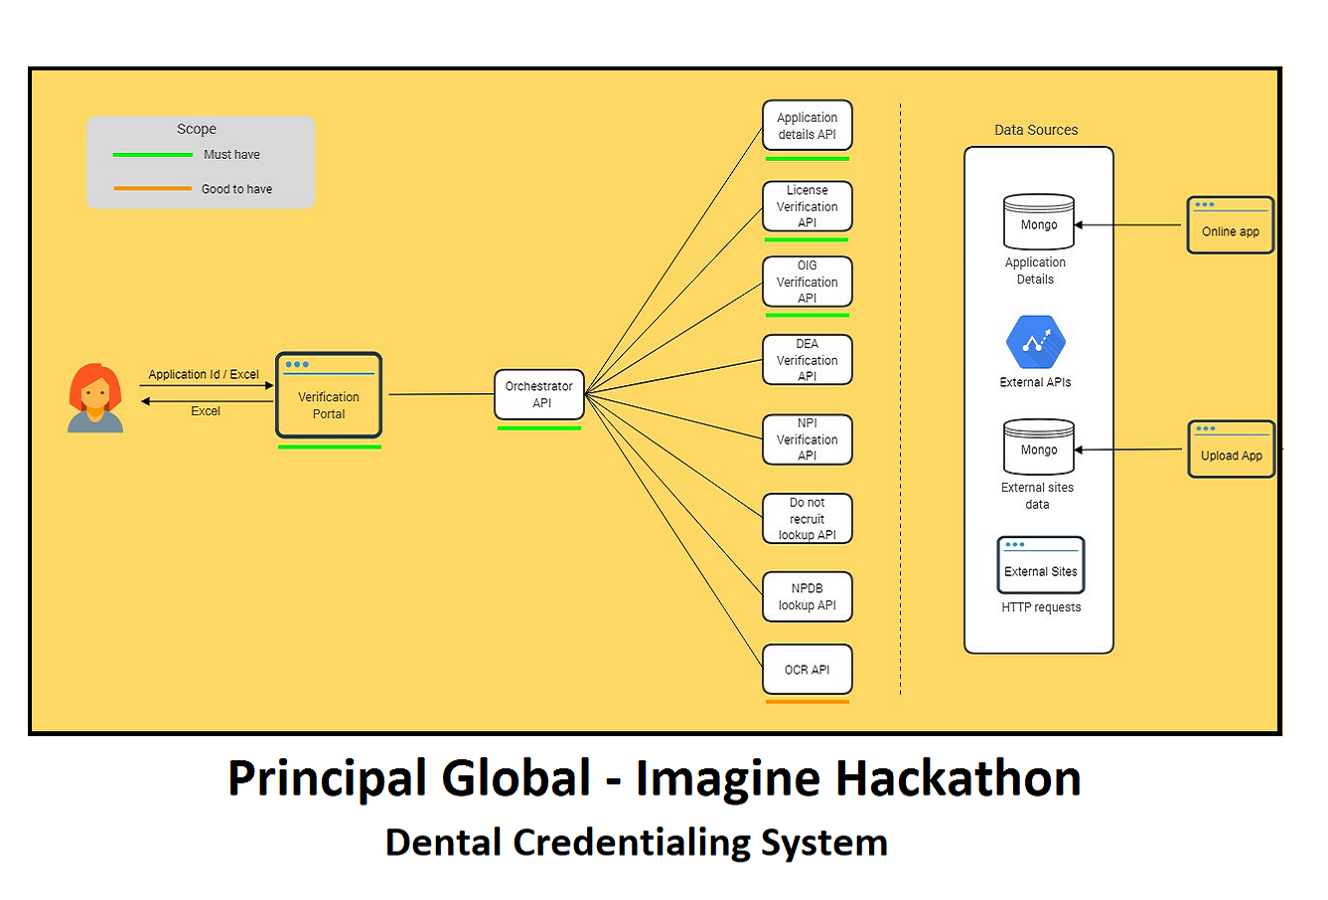 Scope
Must have
Good to have
Application Id / Excel
Excel
Verification
Portal
Orchestrator
API
Application
details API
License
Verification
API
OIG
Verification
API
DEA
Verification
API
NPI
Verification
API
Do not
recruit
lookup API
NPDB
lookup API
OCR API
Data Sources
Mongo
Application
Details
External APIs
Mongo
External sites
data
External Sites
HTTP requests
Online app
Upload App
Principal Global - Imagine Hackathon
Dental Credentialing System